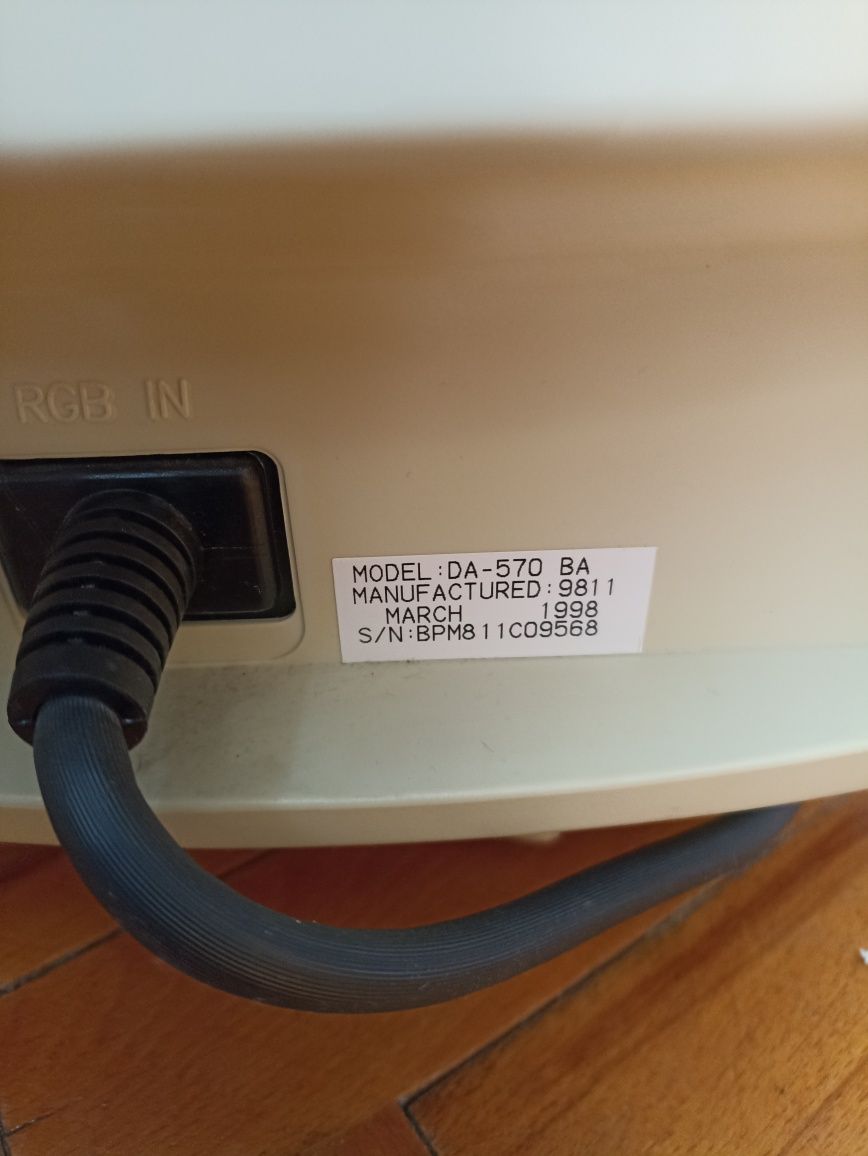 RGB IN
MODEL:DA-570 BA
MANUFACTURED:9811
MARCH 1998
S/N:BPM811C09568